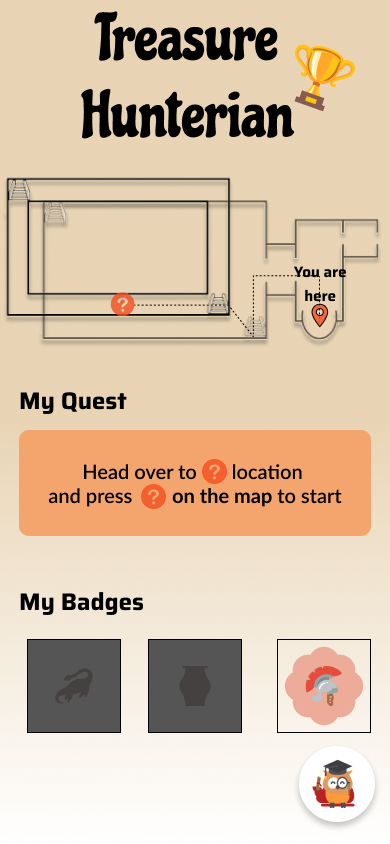 Treasure
Hunterian
You are
here
?
My Quest
Head over to ? location
and press ? on the map to start
My Badges